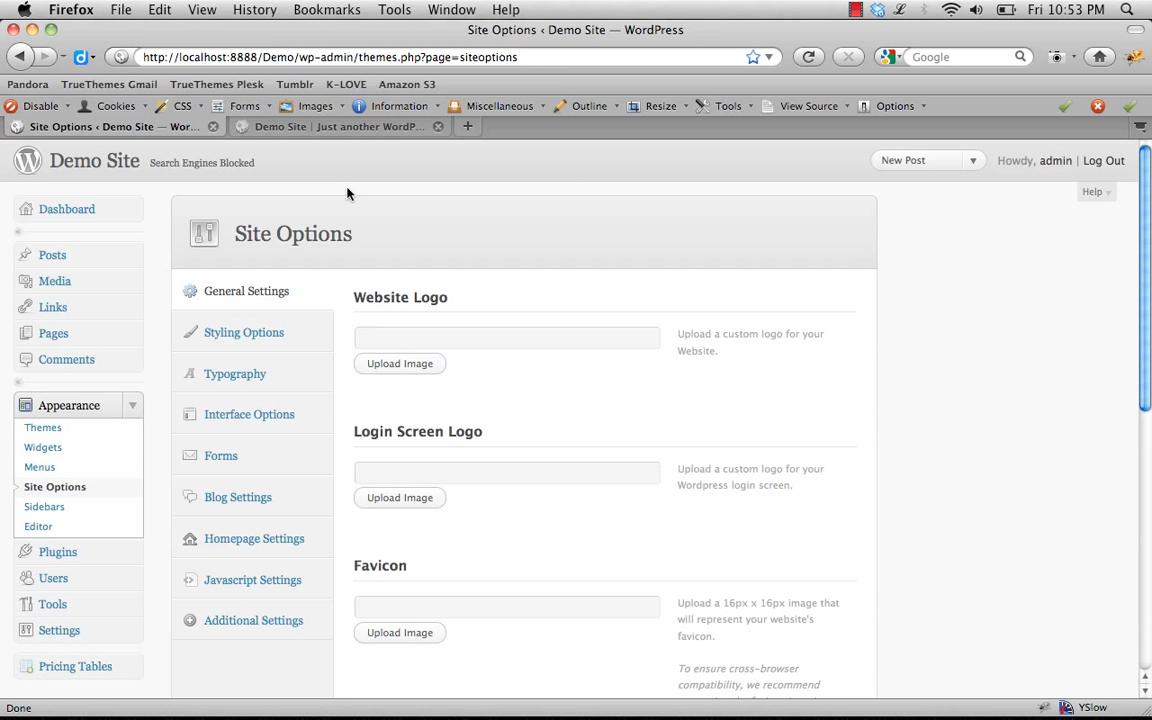 Firefox File Edit View History Bookmarks Tools Window Help Fri 10:53 PM
Site Options ‹ Demo Site — WordPress
http://localhost:8888/Demo/wp-admin/themes.php?page=siteoptions Google
Pandora TrueThemes Gmail TrueThemes Plesk Tumblr K-LOVE Amazon S3
Disable Cookies CSS Forms Images Information Miscellaneous Outline Resize Tools View Source Options
Site Options ‹ Demo Site — Wor... Demo Site | Just another WordP...
Demo Site Search Engines Blocked New Post Howdy, admin | Log Out
Help
Dashboard
Posts
Media
Links
Pages
Comments
Appearance
Themes
Widgets
Menus
Site Options
Sidebars
Editor
Plugins
Users
Tools
Settings
Pricing Tables
Site Options
General Settings
Styling Options
Typography
Interface Options
Forms
Blog Settings
Homepage Settings
Javascript Settings
Additional Settings
Website Logo
Upload Image
Upload a custom logo for your
Website.
Login Screen Logo
Upload Image
Upload a custom logo for your
Wordpress login screen.
Favicon
Upload Image
Upload a 16px x 16px image that
will represent your website's
favicon.
To ensure cross-browser
compatibility, we recommend
Done YSlow